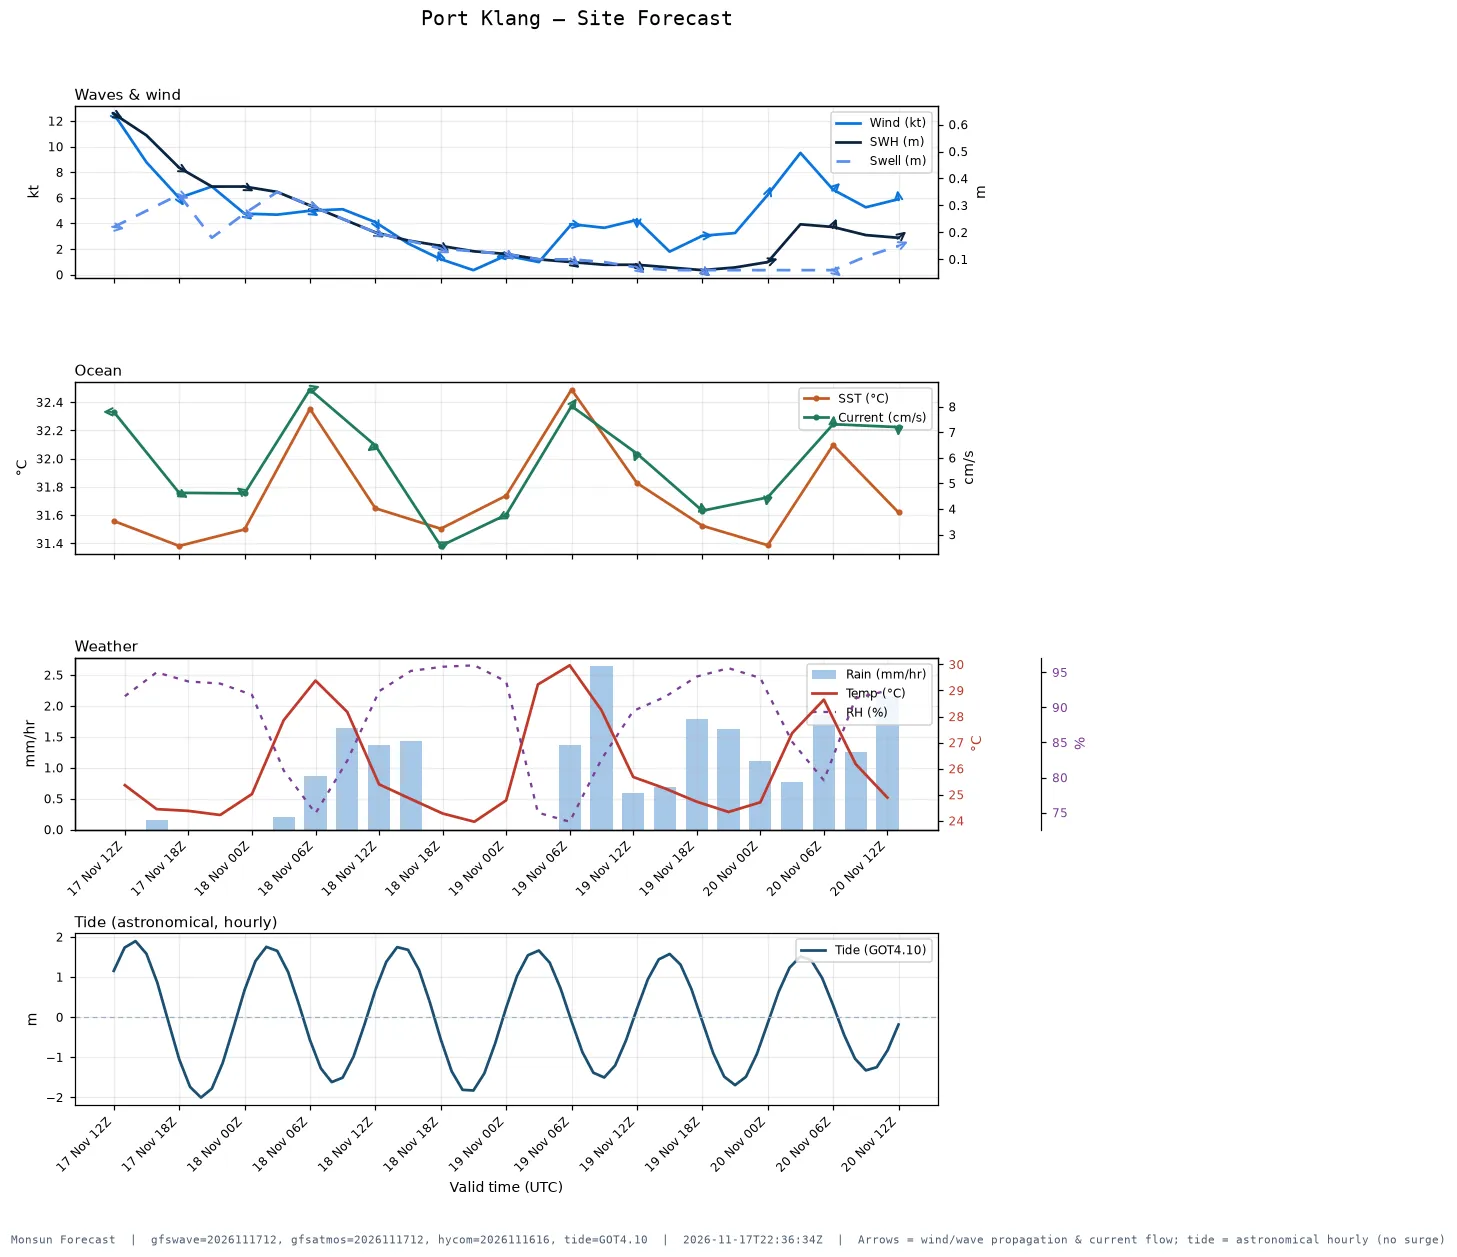 Port Klang — Site Forecast
Waves & wind
12
10
8
6
4
2
0
kt
Wind (kt)
SWH (m)
Swell (m)
0.6
0.5
0.4
0.3
0.2
0.1
m
Ocean
32.4
32.2
32.0
31.8
31.6
31.4
°C
SST (°C)
Current (cm/s)
8
7
6
5
4
3
cm/s
Weather
2.5
2.0
1.5
1.0
0.5
0.0
mm/hr
Rain (mm/hr)
Temp (°C)
RH (%)
30
29
28
27
26
25
24
°C
95
90
85
80
75
%
17 Nov 12Z
17 Nov 18Z
18 Nov 00Z
18 Nov 06Z
18 Nov 12Z
18 Nov 18Z
19 Nov 00Z
19 Nov 06Z
19 Nov 12Z
19 Nov 18Z
20 Nov 00Z
20 Nov 06Z
20 Nov 12Z
Tide (astronomical, hourly)
2
1
0
−1
−2
m
Tide (GOT4.10)
17 Nov 12Z
17 Nov 18Z
18 Nov 00Z
18 Nov 06Z
18 Nov 12Z
18 Nov 18Z
19 Nov 00Z
19 Nov 06Z
19 Nov 12Z
19 Nov 18Z
20 Nov 00Z
20 Nov 06Z
20 Nov 12Z
Valid time (UTC)
Monsun Forecast | gfswave=2026111712, gfsatmos=2026111712, hycom=2026111616, tide=GOT4.10 | 2026-11-17T22:36:34Z | Arrows = wind/wave propagation & current flow; tide = astronomical hourly (no surge)